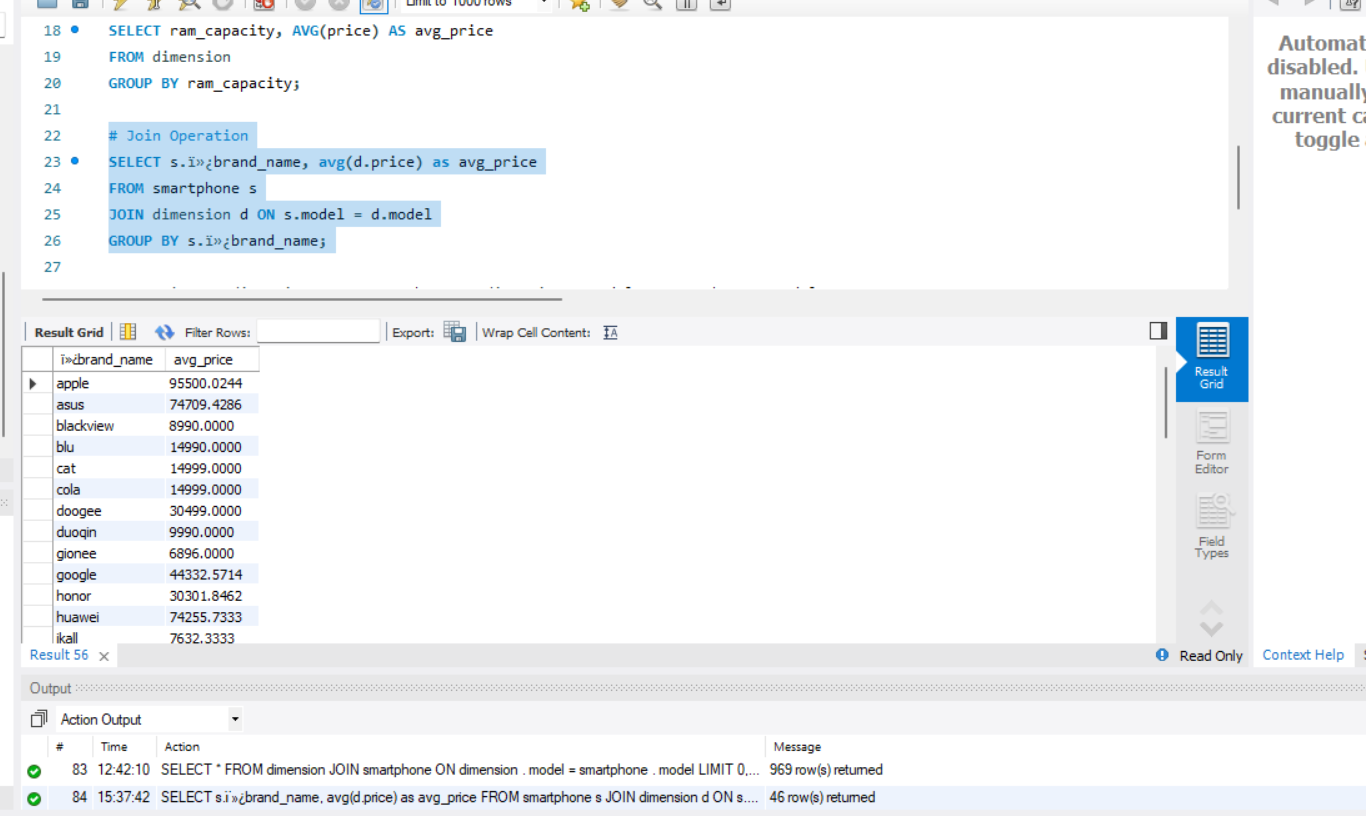 Limit to 1000 rows
18 SELECT ram_capacity, AVG(price) AS avg_price
19 FROM dimension
20 GROUP BY ram_capacity;
21
22 # Join Operation
23 SELECT s.ï»¿brand_name, avg(d.price) as avg_price
24 FROM smartphone s
25 JOIN dimension d ON s.model = d.model
26 GROUP BY s.ï»¿brand_name;
27
Automat
disabled.
manually
current ca
toggle a
Result Grid Filter Rows: Export: Wrap Cell Content:
ï»¿brand_name avg_price
apple 95500.0244
asus 74709.4286
blackview 8990.0000
blu 14990.0000
cat 14999.0000
cola 14999.0000
doogee 30499.0000
duoqin 9990.0000
gionee 6896.0000
google 44332.5714
honor 30301.8462
huawei 74255.7333
ikall 7632.3333
Result
Grid
Form
Editor
Field
Types
Result 56 Read Only Context Help
Output
Action Output
# Time Action Message
83 12:42:10 SELECT * FROM dimension JOIN smartphone ON dimension . model = smartphone . model LIMIT 0,... 969 row(s) returned
84 15:37:42 SELECT s.ï»¿brand_name, avg(d.price) as avg_price FROM smartphone s JOIN dimension d ON s.... 46 row(s) returned